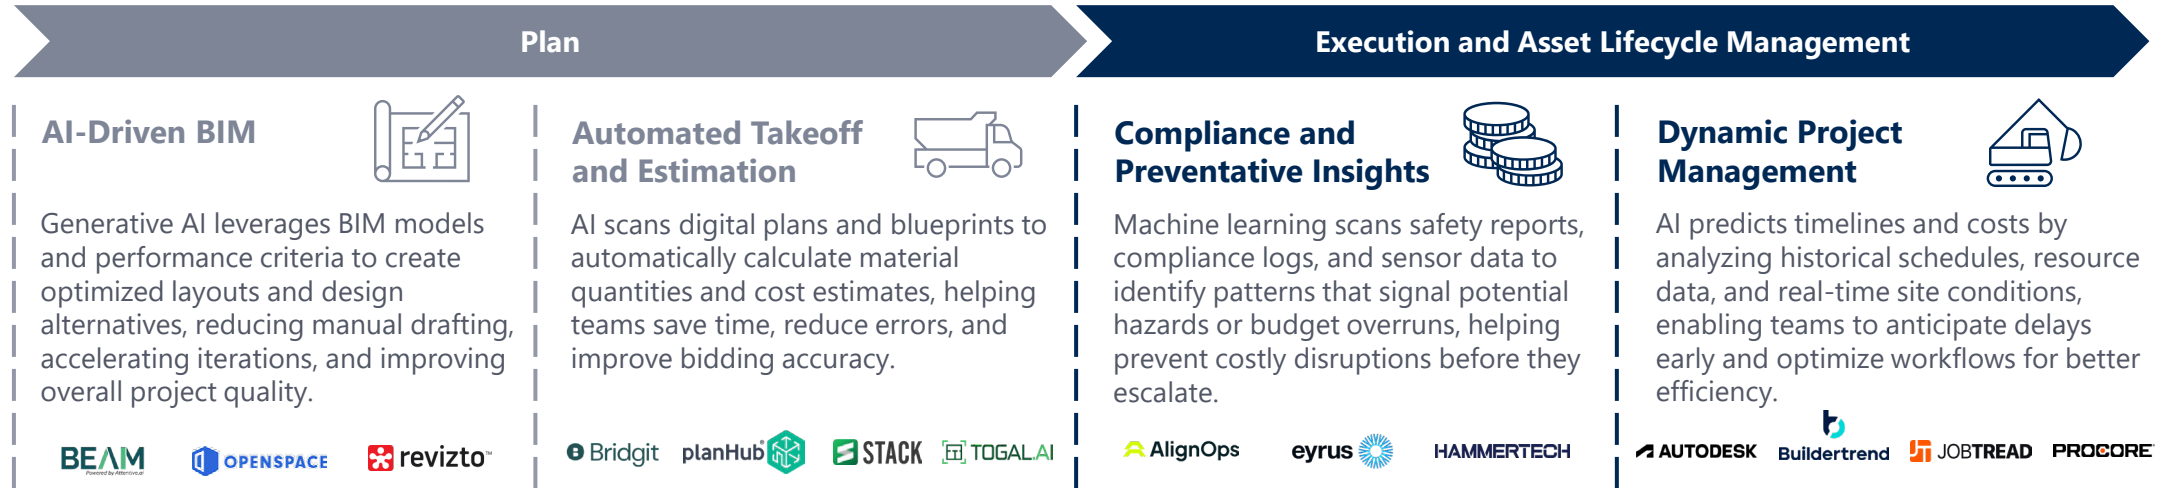 Plan
Execution and Asset Lifecycle Management
AI-Driven BIM
Generative AI leverages BIM models
and performance criteria to create
optimized layouts and design
alternatives, reducing manual drafting,
accelerating iterations, and improving
overall project quality.
BEAM
Powered by Attentive.ai
OPENSPACE
revizto™
Automated Takeoff
and Estimation
AI scans digital plans and blueprints to
automatically calculate material
quantities and cost estimates, helping
teams save time, reduce errors, and
improve bidding accuracy.
Bridgit
planHub®
STACK
TOGAL.AI
Compliance and
Preventative Insights
Machine learning scans safety reports,
compliance logs, and sensor data to
identify patterns that signal potential
hazards or budget overruns, helping
prevent costly disruptions before they
escalate.
AlignOps
eyrus
HAMMERTECH
Dynamic Project
Management
AI predicts timelines and costs by
analyzing historical schedules, resource
data, and real-time site conditions,
enabling teams to anticipate delays
early and optimize workflows for better
efficiency.
AUTODESK
Buildertrend
JOBTREAD
PROCORE